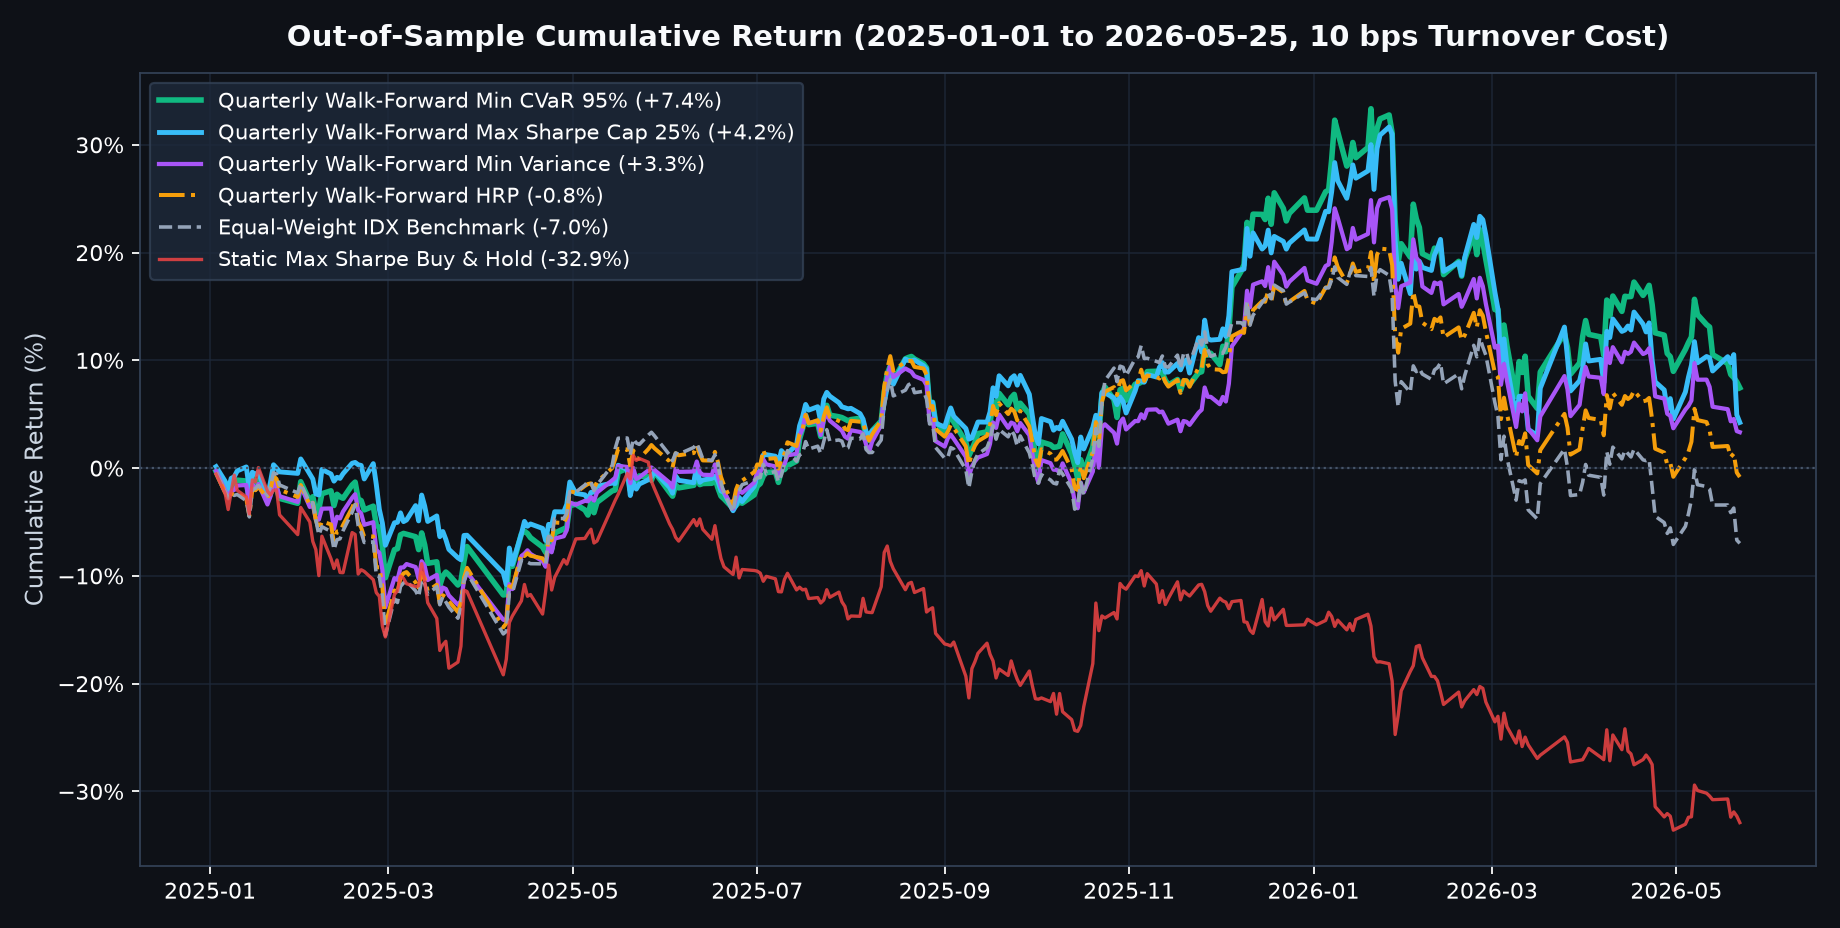 Out-of-Sample Cumulative Return (2025-01-01 to 2026-05-25, 10 bps Turnover Cost)
Quarterly Walk-Forward Min CVaR 95% (+7.4%)
Quarterly Walk-Forward Max Sharpe Cap 25% (+4.2%)
Quarterly Walk-Forward Min Variance (+3.3%)
Quarterly Walk-Forward HRP (-0.8%)
Equal-Weight IDX Benchmark (-7.0%)
Static Max Sharpe Buy & Hold (-32.9%)
Cumulative Return (%)
30%
20%
10%
0%
−10%
−20%
−30%
2025-01
2025-03
2025-05
2025-07
2025-09
2025-11
2026-01
2026-03
2026-05